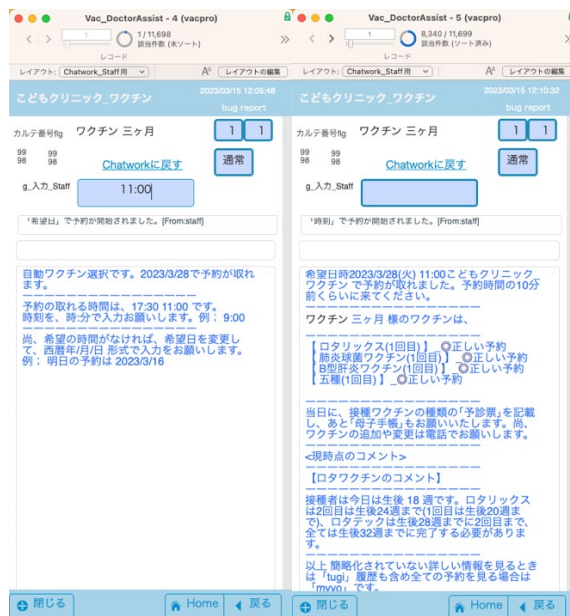 Vac_DoctorAssist - 4 (vacpro)
1
1 / 11,698
該当件数 (未ソート)
レコード
レイアウト: Chatwork_Staff用
Aª
レイアウトの編集
こどもクリニック_ワクチン
2023/03/15 12:05:48
bug report
カルテ番号flg
ワクチン 三ヶ月
1
1
99 99
98 98
Chatworkに戻す
通常
g_入力_Staff
11:00
「希望日」で予約が開始されました。[From:staff]
自動ワクチン選択です。2023/3/28で予約が取れ
ます。
ーーーーーーーーーーーーーーーー
予約の取れる時間は、17:30 11:00 です。
時刻を、時:分で入力お願いします。例； 9:00
ーーーーーーーーーーーーーーーー
尚、希望の時間がなければ、希望日を変更し
て、西暦年/月/日 形式で入力をお願いします。
例； 明日の予約は 2023/3/16
閉じる
Home
戻る
Vac_DoctorAssist - 5 (vacpro)
1
8,340 / 11,699
該当件数 (ソート済み)
レコード
レイアウト: Chatwork_Staff用
Aª
レイアウトの編集
こどもクリニック_ワクチン
2023/03/15 12:10:32
bug report
カルテ番号flg
ワクチン 三ヶ月
1
1
99 99
98 98
Chatworkに戻す
通常
g_入力_Staff
「時刻」で予約が開始されました。[From:staff]
希望日時2023/3/28(火) 11:00こどもクリニック_
ワクチン で予約が取れました。予約時間の10分
前くらいに来てください。
ーーーーーーーーーーーーーーーー
ワクチン 三ヶ月 様のワクチンは、
ーーーーーーーーーーーーーーーー
【ロタリックス(1回目)】_◎正しい予約
【肺炎球菌ワクチン(1回目)】_◎正しい予約
【B型肝炎ワクチン(1回目)】_◎正しい予約
【五種(1回目)】_◎正しい予約
ーーーーーーーーーーーーーーーー
当日に、接種ワクチンの種類の「予診票」を記載
し、あと「母子手帳」もお願いいたします。尚、
ワクチンの追加や変更は電話でお願いします。
ーーーーーーーーーーーーーーーー
<現時点のコメント>
ーーーーーーーーーーーーーーーー
【ロタワクチンのコメント】
ーーーーーーーーーーーーーーーー
接種者は今日は生後 18 週です。ロタリックス
は2回目は生後24週まで(1回目は生後20週ま
で)、ロタテックは生後28週までに2回目まで、
全ては生後32週までに完了する必要がありま
す。
ーーーーーーーーーーーーーーーー
以上 簡略化されていない詳しい情報を見るとき
は「tugi」履歴も含め全ての予約を見る場合は
「myyo」です。
閉じる
Home
戻る